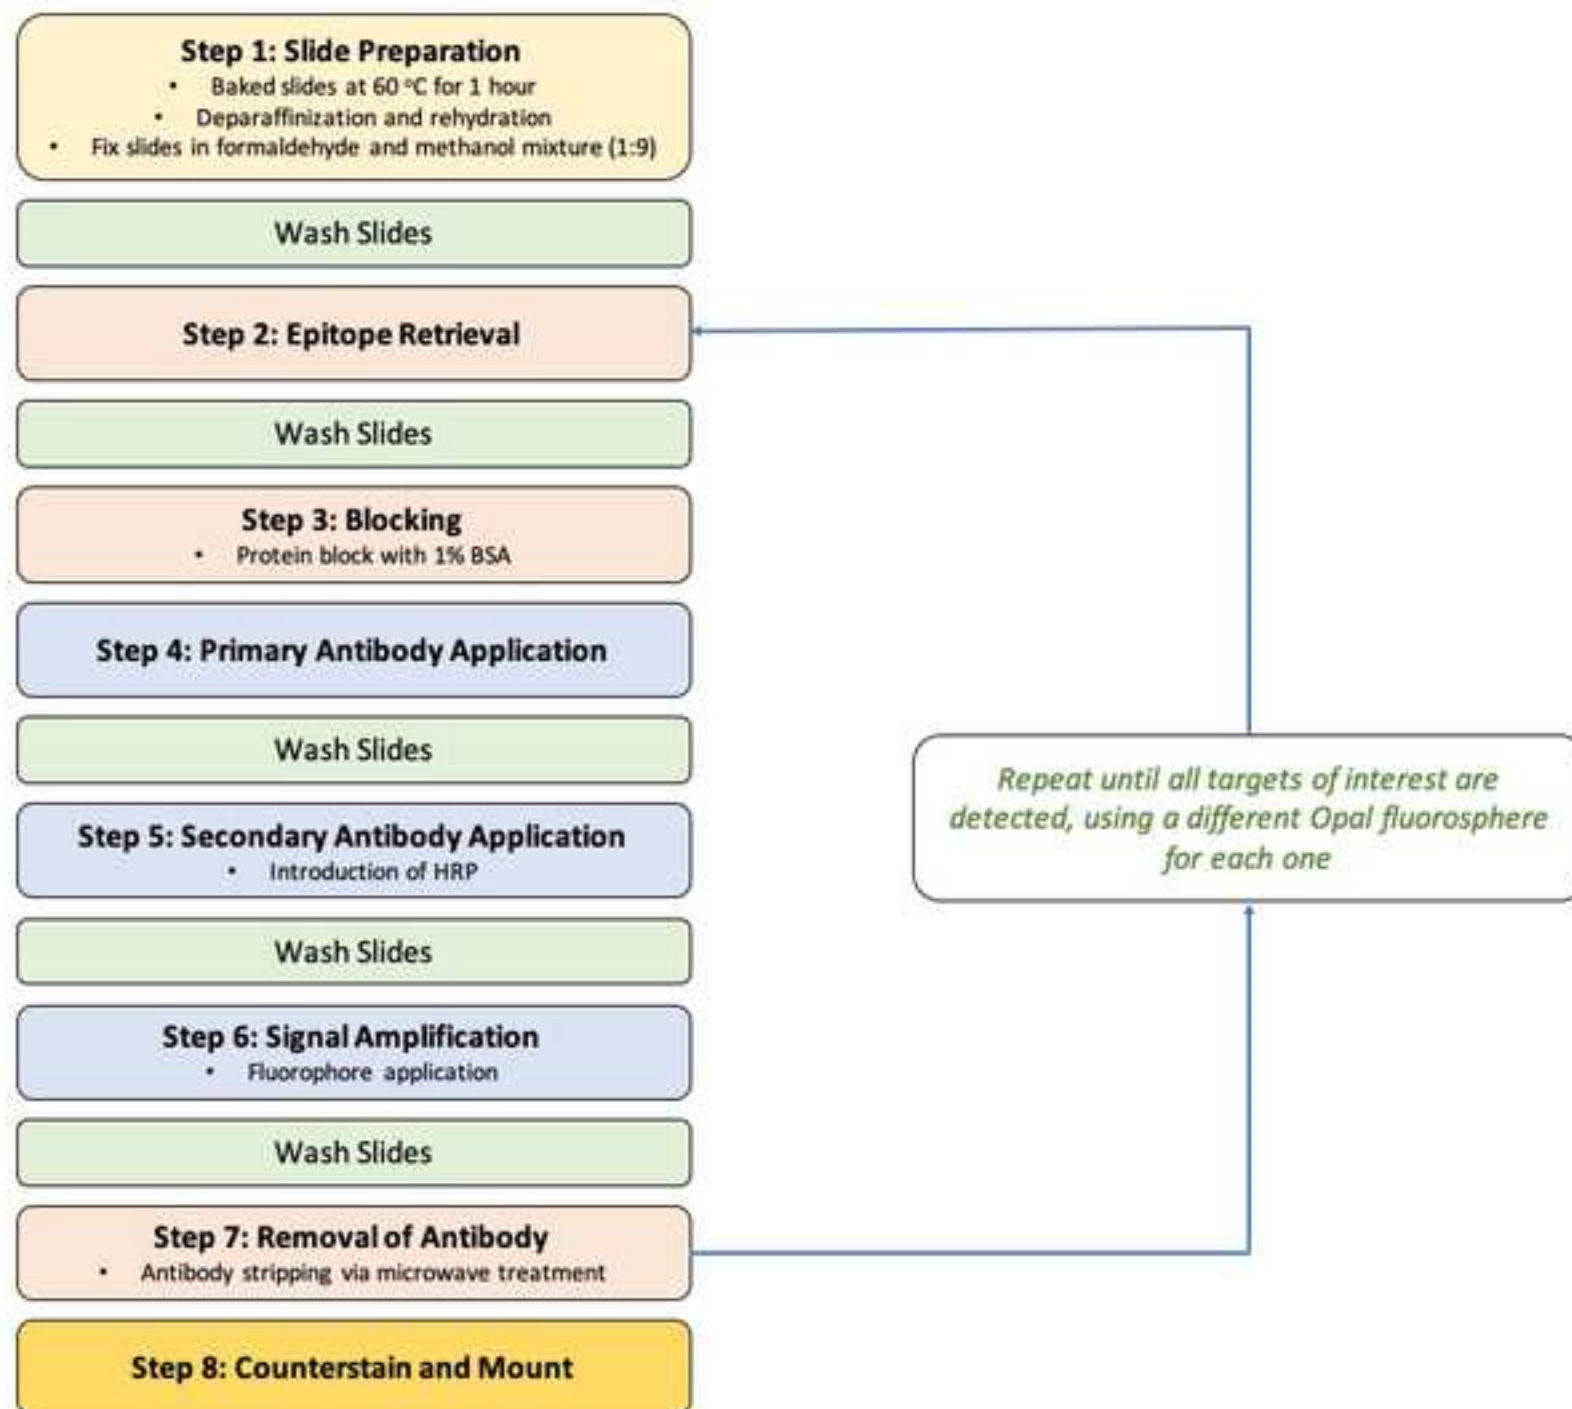 Step 1: Slide Preparation
• Baked slides at 60 °C for 1 hour
• Deparaffinization and rehydration
• Fix slides in formaldehyde and methanol mixture (1:9)
Wash Slides
Step 2: Epitope Retrieval
Wash Slides
Step 3: Blocking
• Protein block with 1% BSA
Step 4: Primary Antibody Application
Wash Slides
Step 5: Secondary Antibody Application
• Introduction of HRP
Wash Slides
Step 6: Signal Amplification
• Fluorophore application
Wash Slides
Step 7: Removal of Antibody
• Antibody stripping via microwave treatment
Step 8: Counterstain and Mount
Repeat until all targets of interest are
detected, using a different Opal fluorosphere
for each one